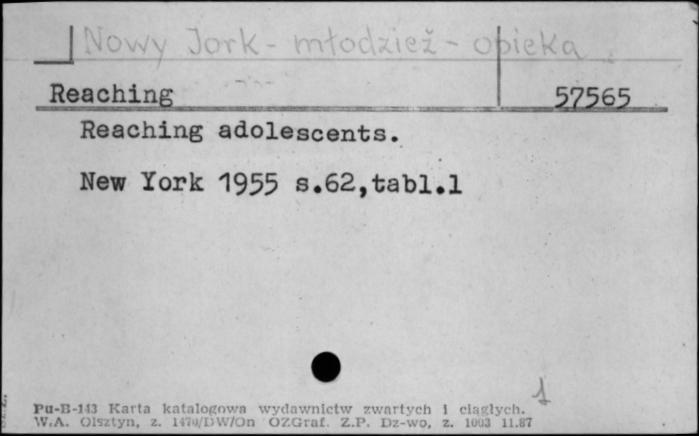 Nowy Jork - młodzież - opieka
Reaching 57565
Reaching adolescents.
New York 1955 s.62,tabl.1
1
Pu-B-143 Karta katalogowa wydawnictw zwartych i ciągłych.
W.A. Olsztyn, z. 1470/DW/On OZGraf. Z.P. Dz-wo, z. 1003 11.87